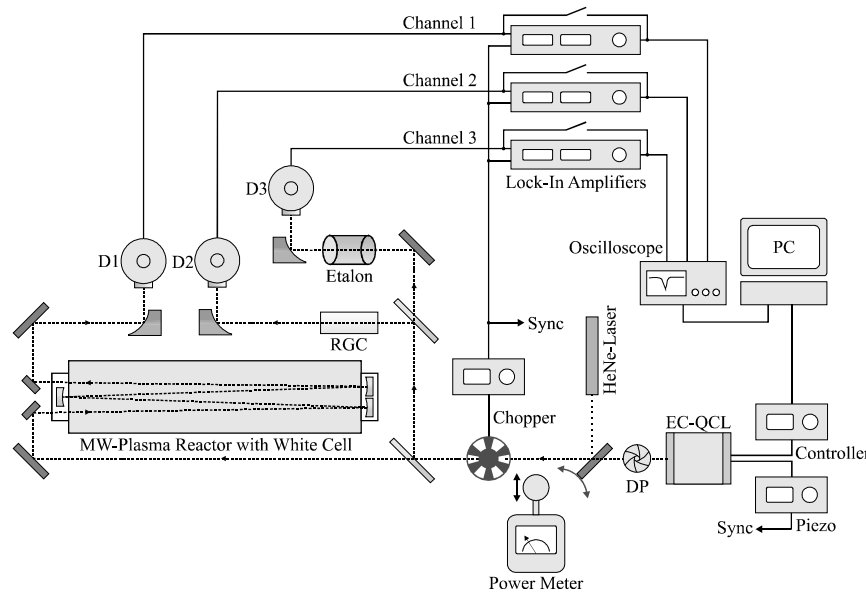 Channel 1
Channel 2
Channel 3
Lock-In Amplifiers
D3
D1
D2
Etalon
Oscilloscope
PC
RGC
Sync
HeNe-Laser
Chopper
MW-Plasma Reactor with White Cell
EC-QCL
Controller
DP
Sync
Piezo
Power Meter